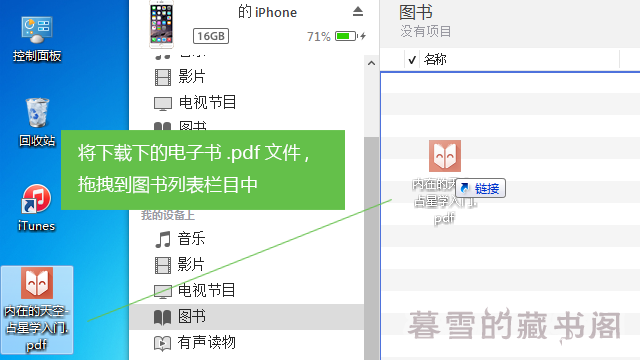 控制面板
回收站
iTunes
内在的天空-
占星学入门.
pdf
的 iPhone
16GB
71%
音乐
影片
电视节目
图书
将下载下的电子书 .pdf 文件，
拖拽到图书列表栏目中
我的设备上
音乐
影片
电视节目
图书
有声读物
图书
没有项目
名称
内在的天空-
占星学入门.
pdf
链接
暮雪的藏书阁